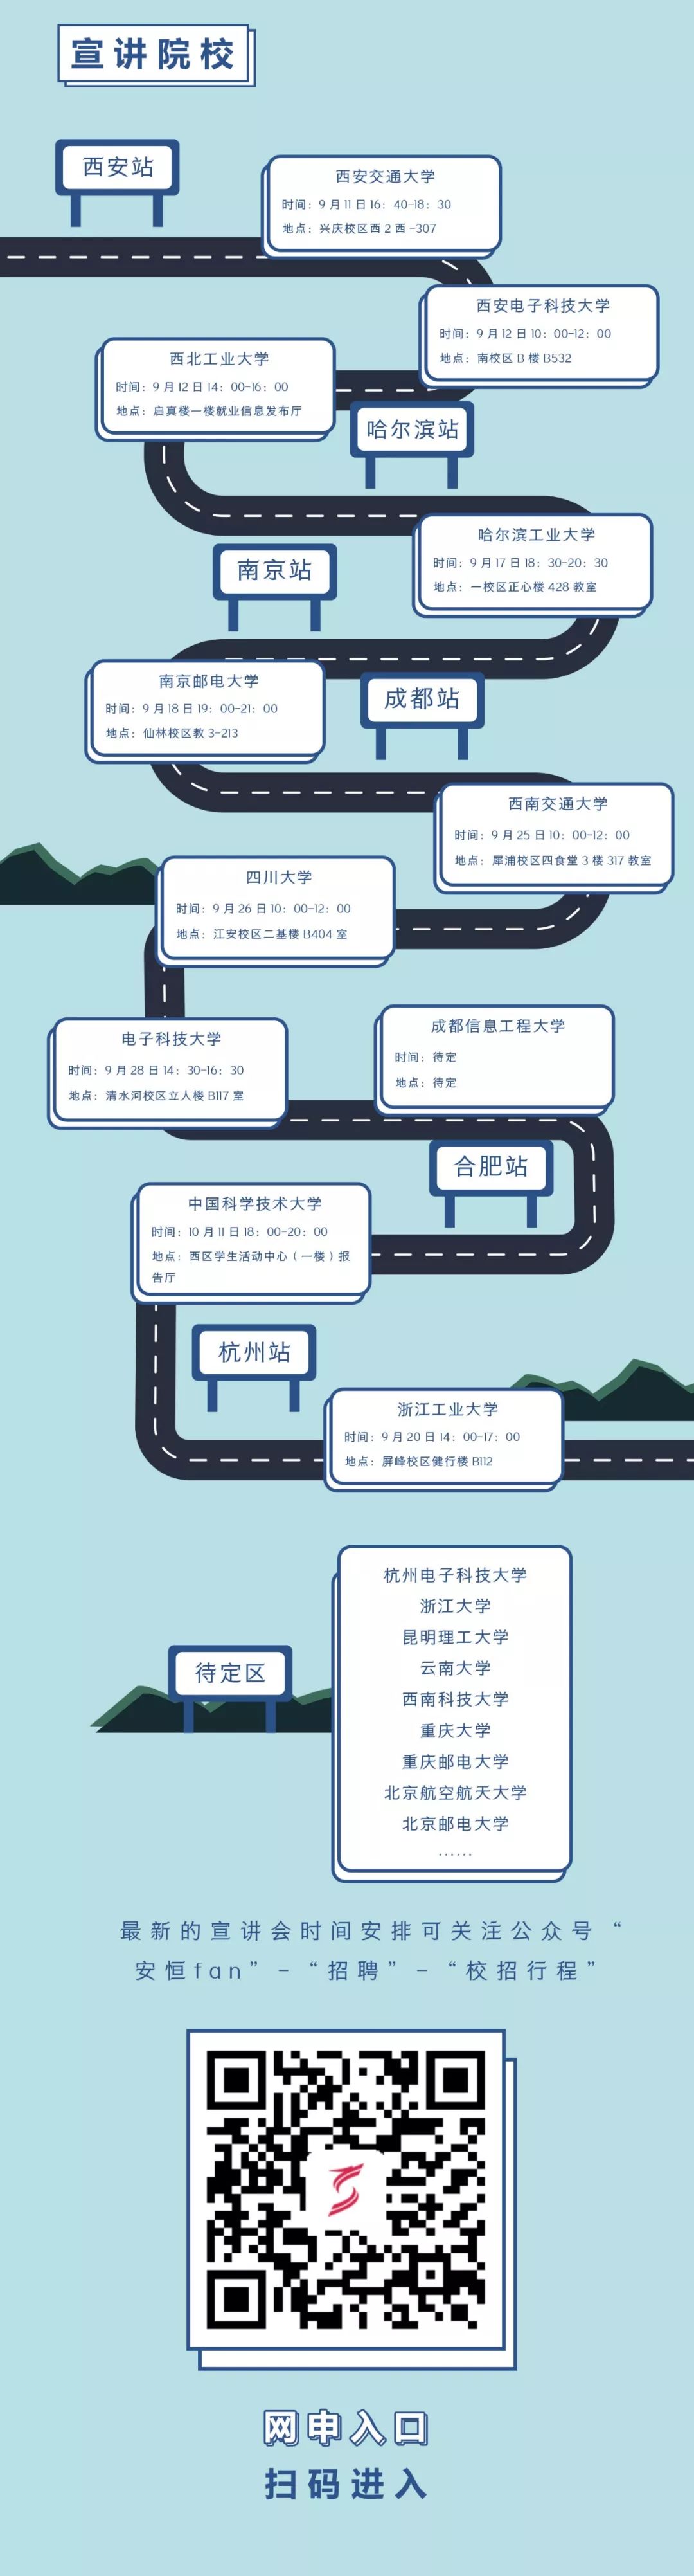 宣讲院校
西安站
西安交通大学
时间：9月11日16：40-18：30
地点：兴庆校区西2西-307
西安电子科技大学
时间：9月12日10：00-12：00
地点：南校区B楼B532
西北工业大学
时间：9月12日14：00-16：00
地点：启真楼一楼就业信息发布厅
哈尔滨站
哈尔滨工业大学
时间：9月17日18：30-20：30
地点：一校区正心楼428教室
南京站
南京邮电大学
时间：9月18日19：00-21：00
地点：仙林校区教3-213
成都站
西南交通大学
时间：9月25日10：00-12：00
地点：犀浦校区四食堂3楼317教室
四川大学
时间：9月26日10：00-12：00
地点：江安校区二基楼B404室
电子科技大学
时间：9月28日14：30-16：30
地点：清水河校区立人楼B117室
成都信息工程大学
时间：待定
地点：待定
合肥站
中国科学技术大学
时间：10月11日18：00-20：00
地点：西区学生活动中心（一楼）报
告厅
杭州站
浙江工业大学
时间：9月20日14：00-17：00
地点：屏峰校区健行楼B112
待定区
杭州电子科技大学
浙江大学
昆明理工大学
云南大学
西南科技大学
重庆大学
重庆邮电大学
北京航空航天大学
北京邮电大学
······
最新的宣讲会时间安排可关注公众号“
安恒fan”-“招聘”-“校招行程”
网申入口
扫码进入